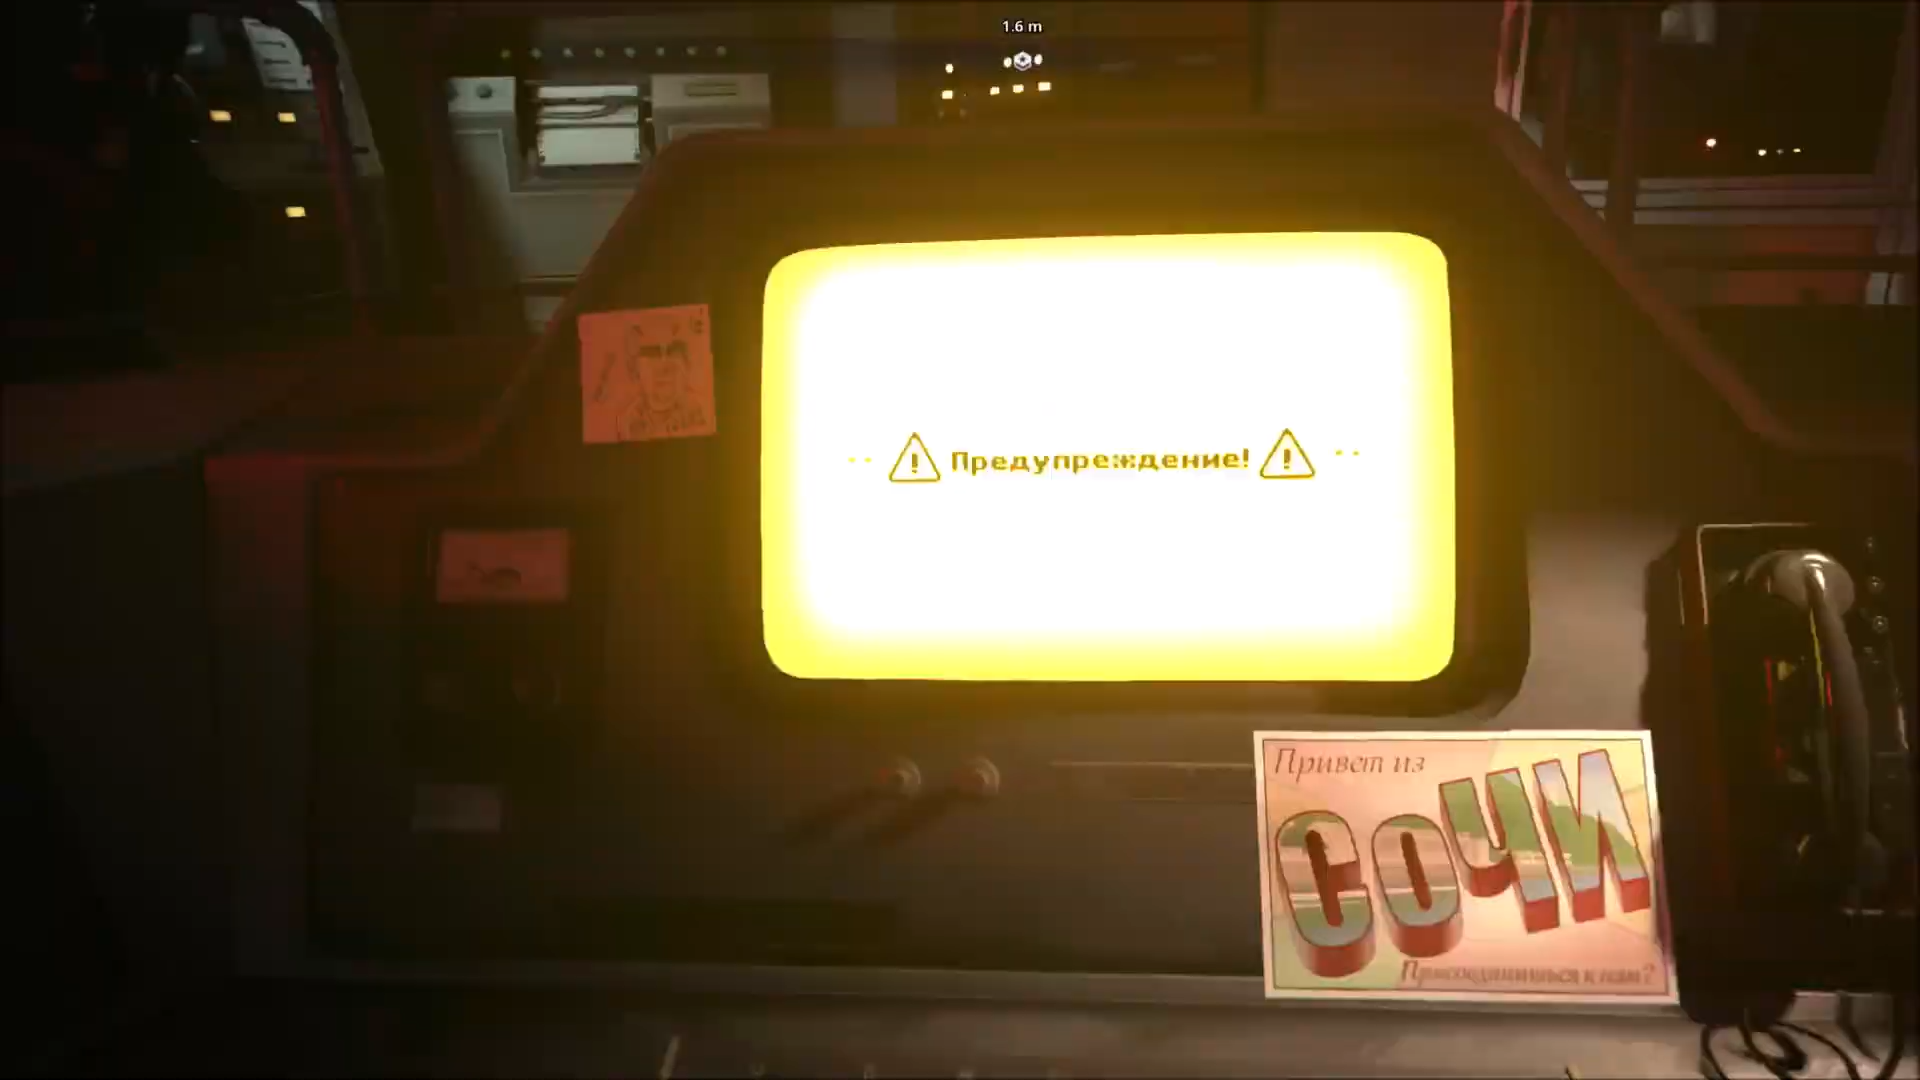 1.6 m
Предупреждение!
Привет из
СОЧИ
Присоединишься к нам?